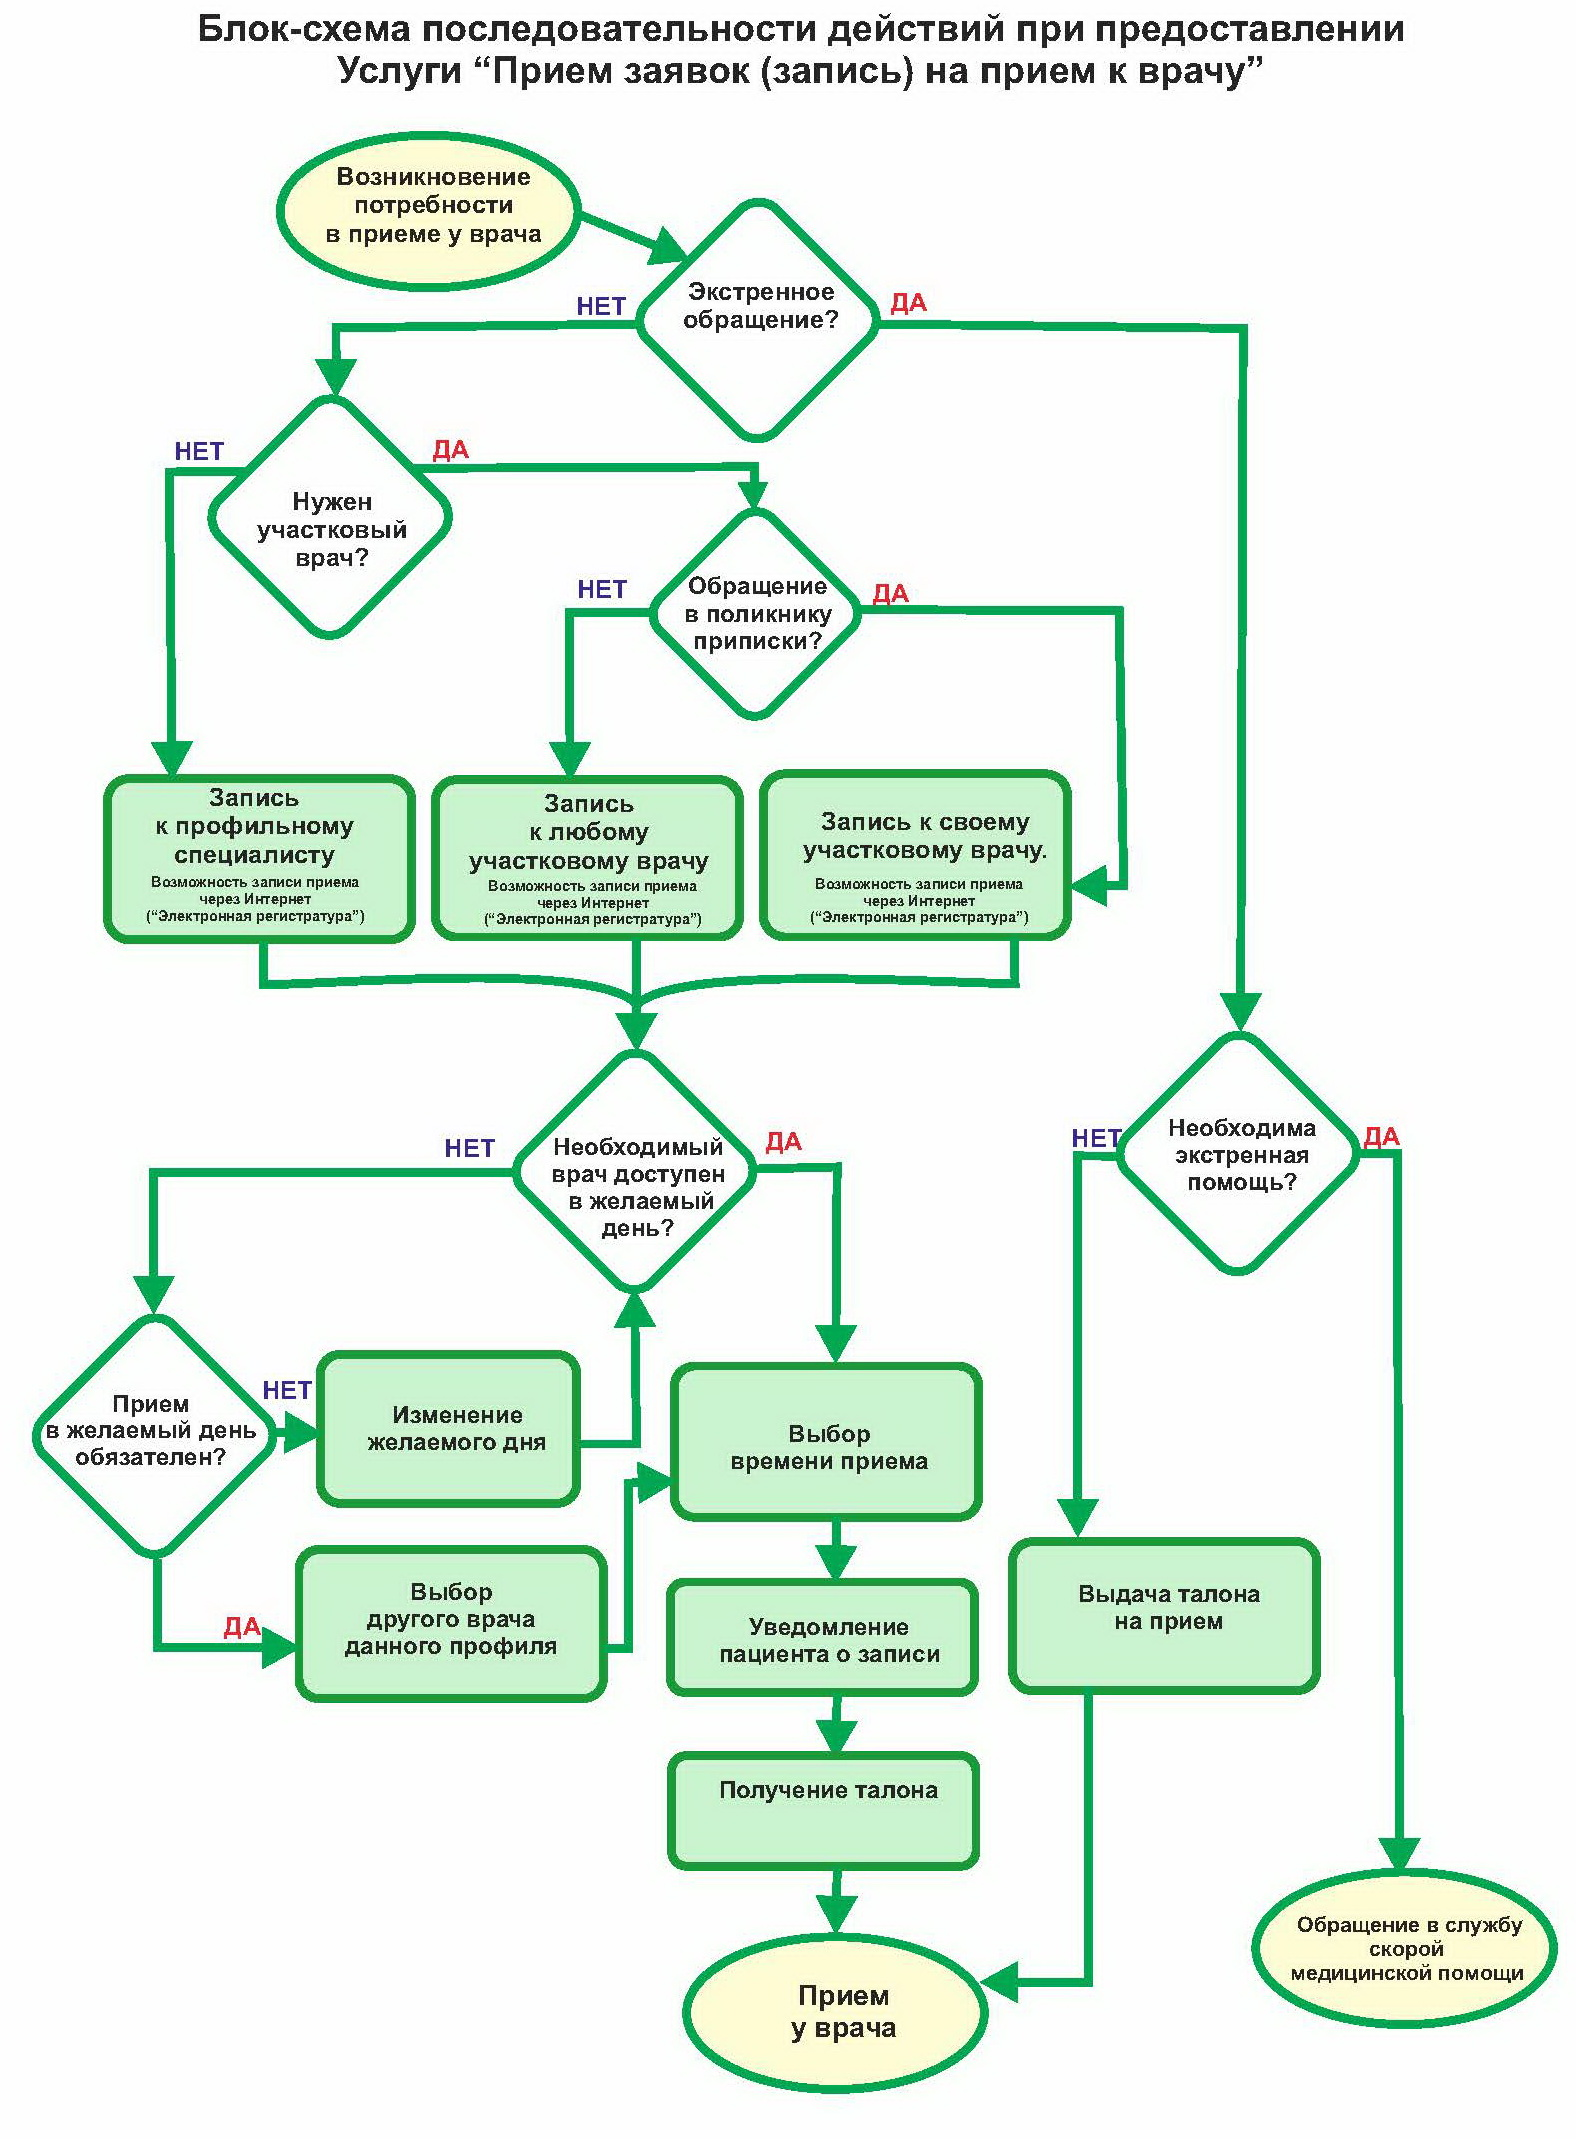 Блок-схема последовательности действий при предоставлении
Услуги “Прием заявок (запись) на прием к врачу”
Возникновение
потребности
в приеме у врача
Экстренное
обращение?
НЕТ
ДА
НЕТ
ДА
Нужен
участковый
врач?
НЕТ
ДА
Обращение
в поликнику
приписки?
Запись
к профильному
специалисту
Возможность записи приема
через Интернет
(“Электронная регистратура”)
Запись
к любому
участковому врачу
Возможность записи приема
через Интернет
(“Электронная регистратура”)
Запись к своему
участковому врачу.
Возможность записи приема
через Интернет
(“Электронная регистратура”)
НЕТ
ДА
Необходимый
врач доступен
в желаемый
день?
НЕТ
ДА
Необходима
экстренная
помощь?
Прием
в желаемый день
обязателен?
НЕТ
Изменение
желаемого дня
Выбор
времени приема
ДА
Выбор
другого врача
данного профиля
Уведомление
пациента о записи
Выдача талона
на прием
Получение талона
Прием
у врача
Обращение в службу
скорой
медицинской помощи